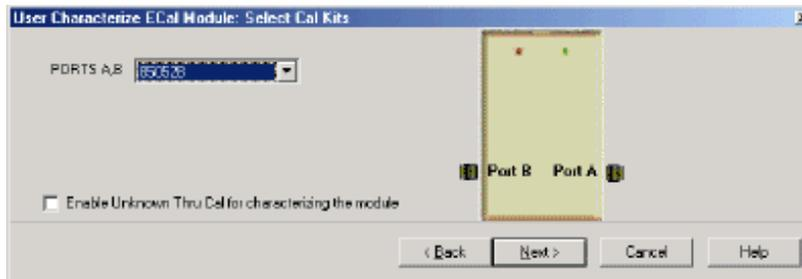 User Characterize ECal Module: Select Cal Kits
PORTS A,B 85052B
Port B Port A
Enable Unknown Thru Cal for characterizing the module
< Back Next > Cancel Help